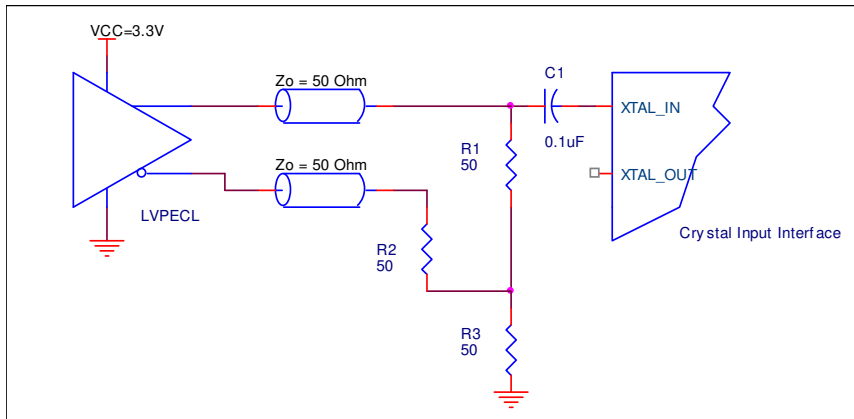 VCC=3.3V
Zo = 50 Ohm
C1
XTAL_IN
0.1uF
R1
50
Zo = 50 Ohm
XTAL_OUT
LVPECL
Crystal Input Interface
R2
50
R3
50